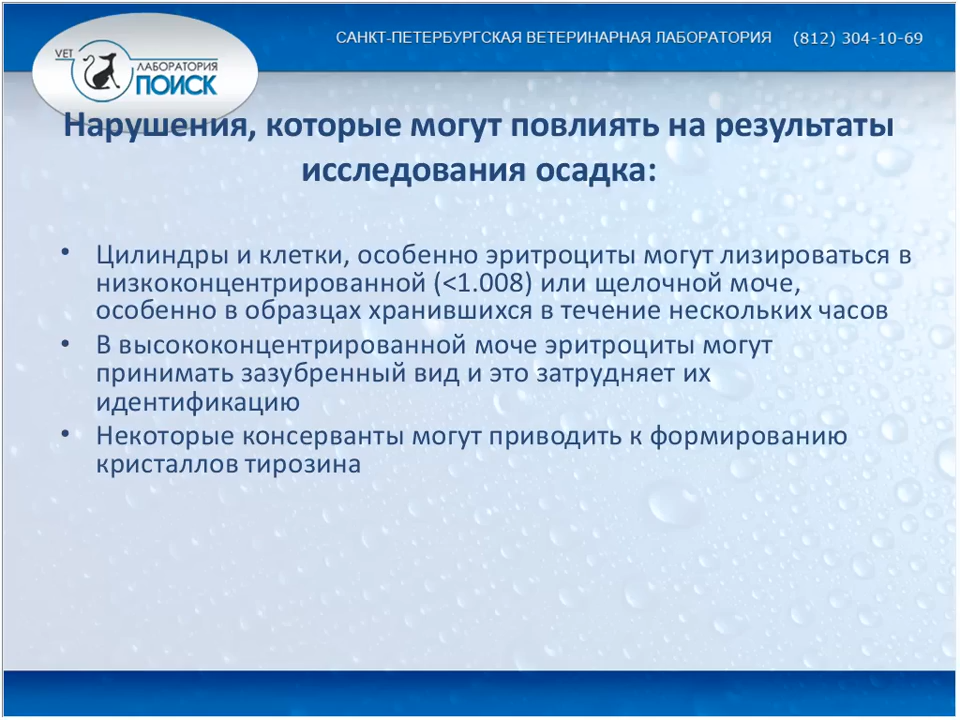 САНКТ-ПЕТЕРБУРГСКАЯ ВЕТЕРИНАРНАЯ ЛАБОРАТОРИЯ (812) 304-10-69
VET
ЛАБОРАТОРИЯ
ПОИСК
Нарушения, которые могут повлиять на результаты
исследования осадка:
• Цилиндры и клетки, особенно эритроциты могут лизироваться в
низкоконцентрированной (<1.008) или щелочной моче,
особенно в образцах хранившихся в течение нескольких часов
• В высококонцентрированной моче эритроциты могут
принимать зазубренный вид и это затрудняет их
идентификацию
• Некоторые консерванты могут приводить к формированию
кристаллов тирозина